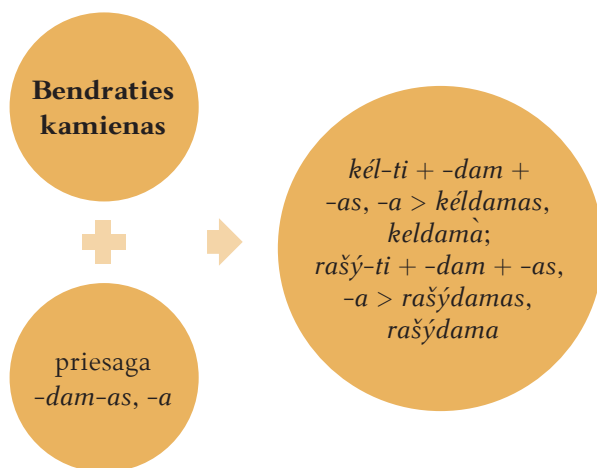 Bendraties
kamienas
priesaga
-dam-as, -a
kél-ti + -dam +
-as, -a > kéldamas,
keldamà;
rašý-ti + -dam + -as,
-a > rašýdamas,
rašýdama